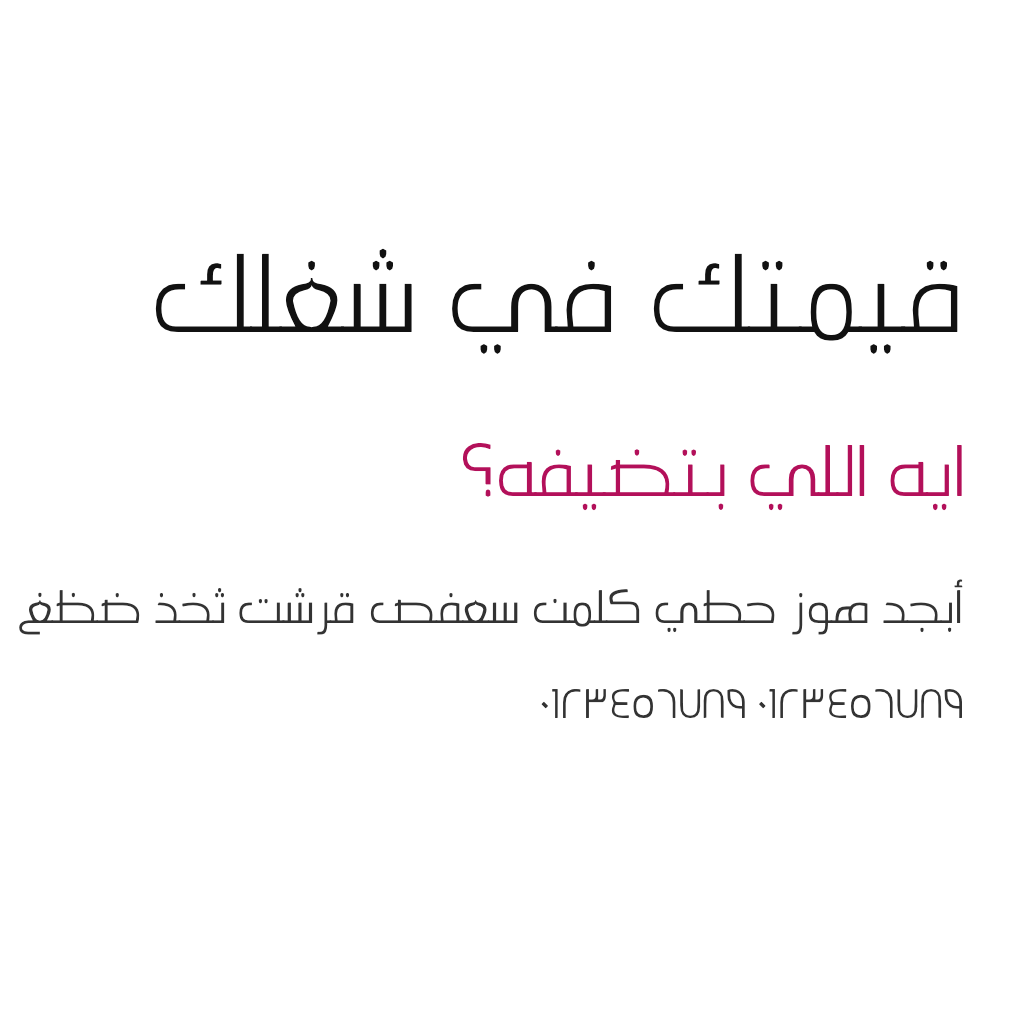 قيمتك في شغلك
ايه اللي بتضيفه؟
أبجد هوز حطي كلمن سعفص قرشت ثخذ ضظغ
٠١٢٣٤٥٦٧٨٩ ٠١٢٣٤٥٦٧٨٩